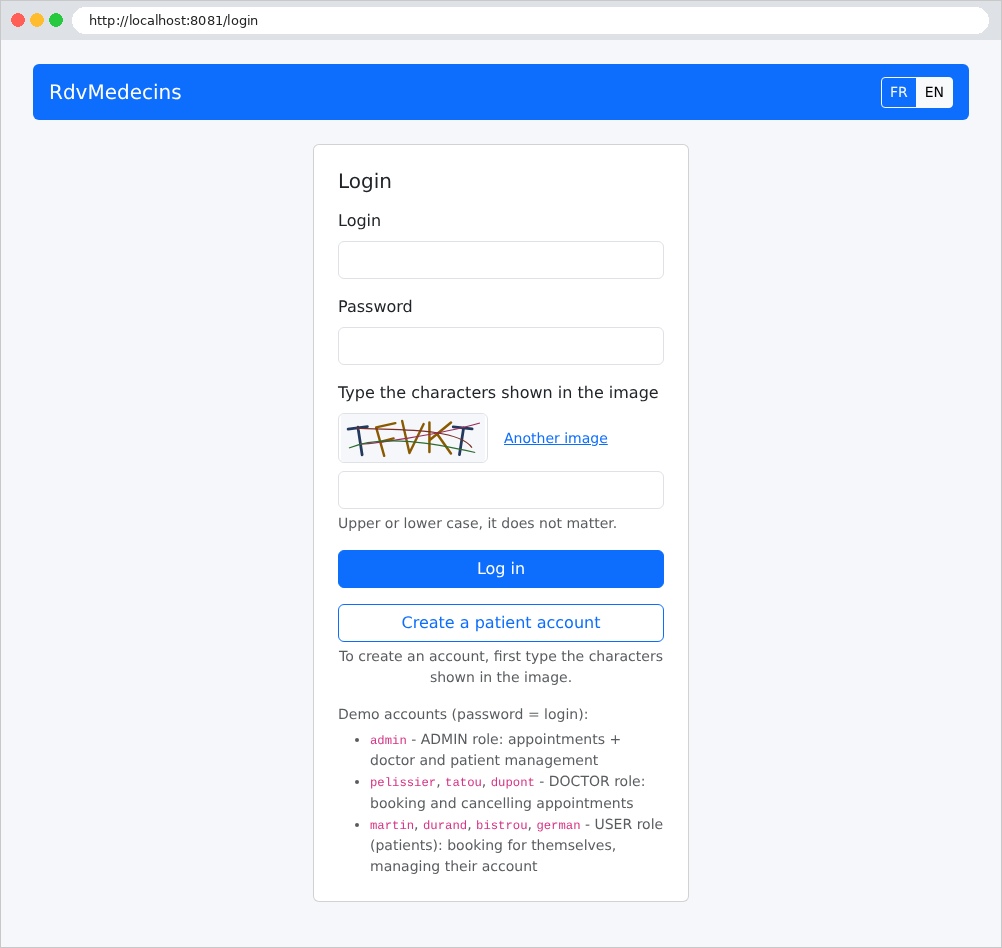 http://localhost:8081/login
RdvMedecins
FR EN
Login
Login
Password
Type the characters shown in the image
TFVKT
Another image
Upper or lower case, it does not matter.
Log in
Create a patient account
To create an account, first type the characters
shown in the image.
Demo accounts (password = login):
• admin - ADMIN role: appointments +
doctor and patient management
• pelissier, tatou, dupont - DOCTOR role:
booking and cancelling appointments
• martin, durand, bistrou, german - USER role
(patients): booking for themselves,
managing their account